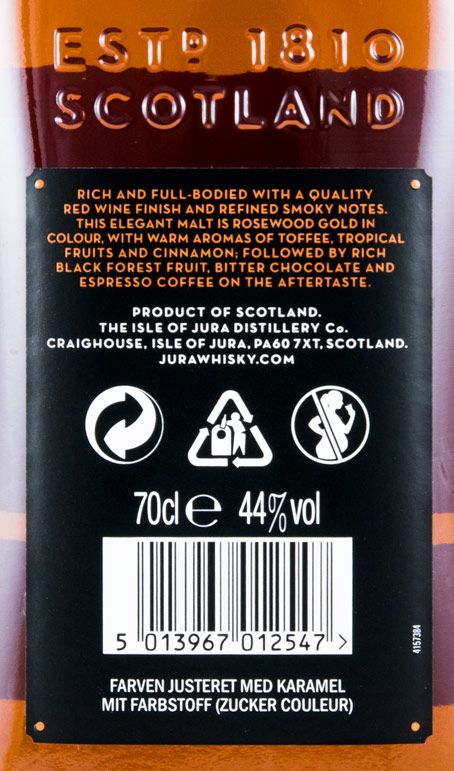 ESTD 1810
SCOTLAND
RICH AND FULL-BODIED WITH A QUALITY
RED WINE FINISH AND REFINED SMOKY NOTES.
THIS ELEGANT MALT IS ROSEWOOD GOLD IN
COLOUR, WITH WARM AROMAS OF TOFFEE, TROPICAL
FRUITS AND CINNAMON; FOLLOWED BY RICH
BLACK FOREST FRUIT, BITTER CHOCOLATE AND
ESPRESSO COFFEE ON THE AFTERTASTE.
PRODUCT OF SCOTLAND.
THE ISLE OF JURA DISTILLERY Co.
CRAIGHOUSE, ISLE OF JURA, PA60 7XT, SCOTLAND.
JURAWHISKY.COM
70cl e 44%vol
5 013967 012547 >
4157384
FARVEN JUSTERET MED KARAMEL
MIT FARBSTOFF (ZUCKER COULEUR)